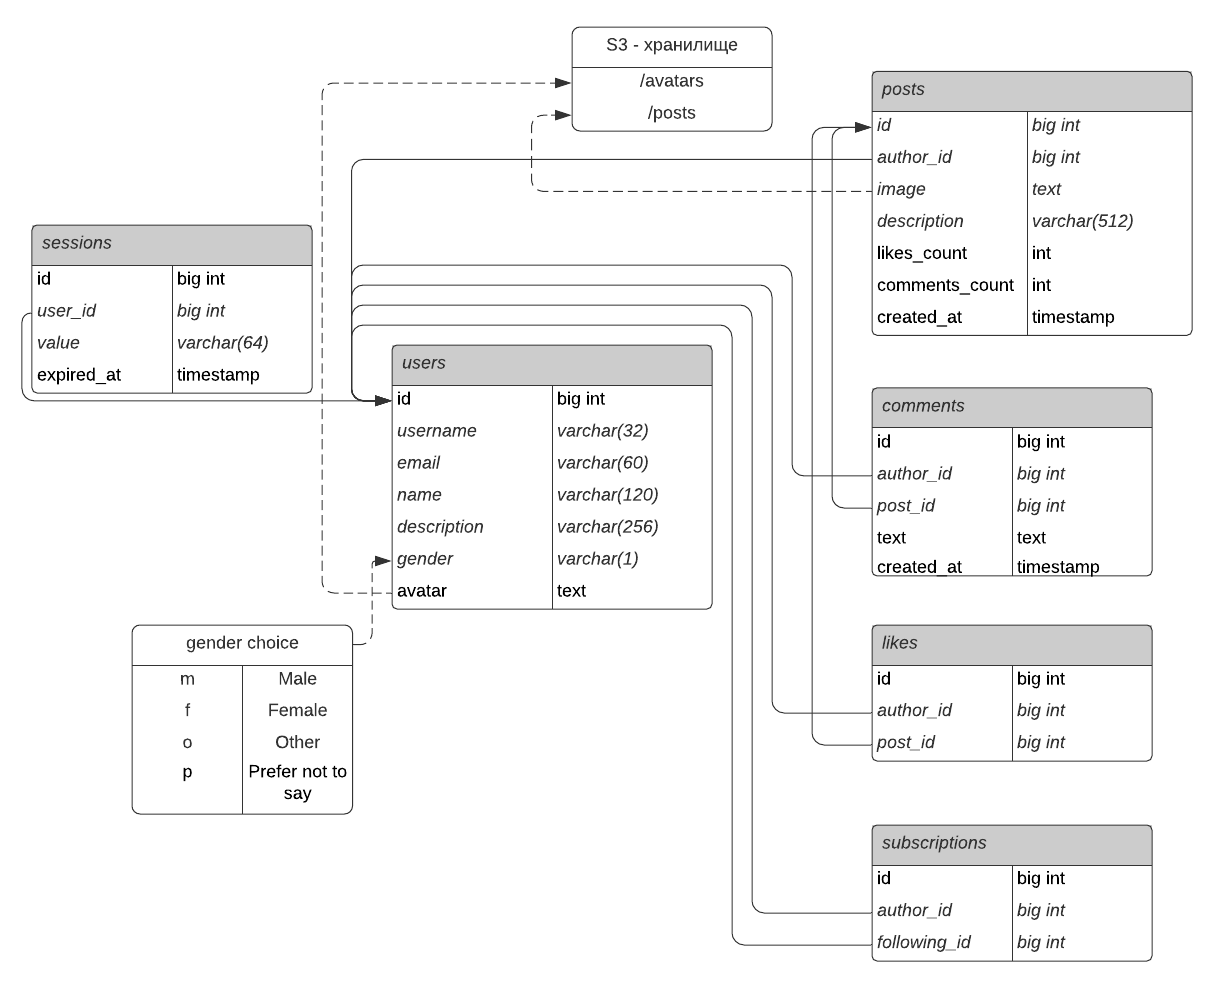 S3 - хранилище
/avatars
/posts
posts
id big int
author_id big int
image text
description varchar(512)
likes_count int
comments_count int
created_at timestamp
sessions
id big int
user_id big int
value varchar(64)
expired_at timestamp
users
id big int
username varchar(32)
email varchar(60)
name varchar(120)
description varchar(256)
gender varchar(1)
avatar text
comments
id big int
author_id big int
post_id big int
text text
created_at timestamp
gender choice
m Male
f Female
o Other
p Prefer not to
say
likes
id big int
author_id big int
post_id big int
subscriptions
id big int
author_id big int
following_id big int